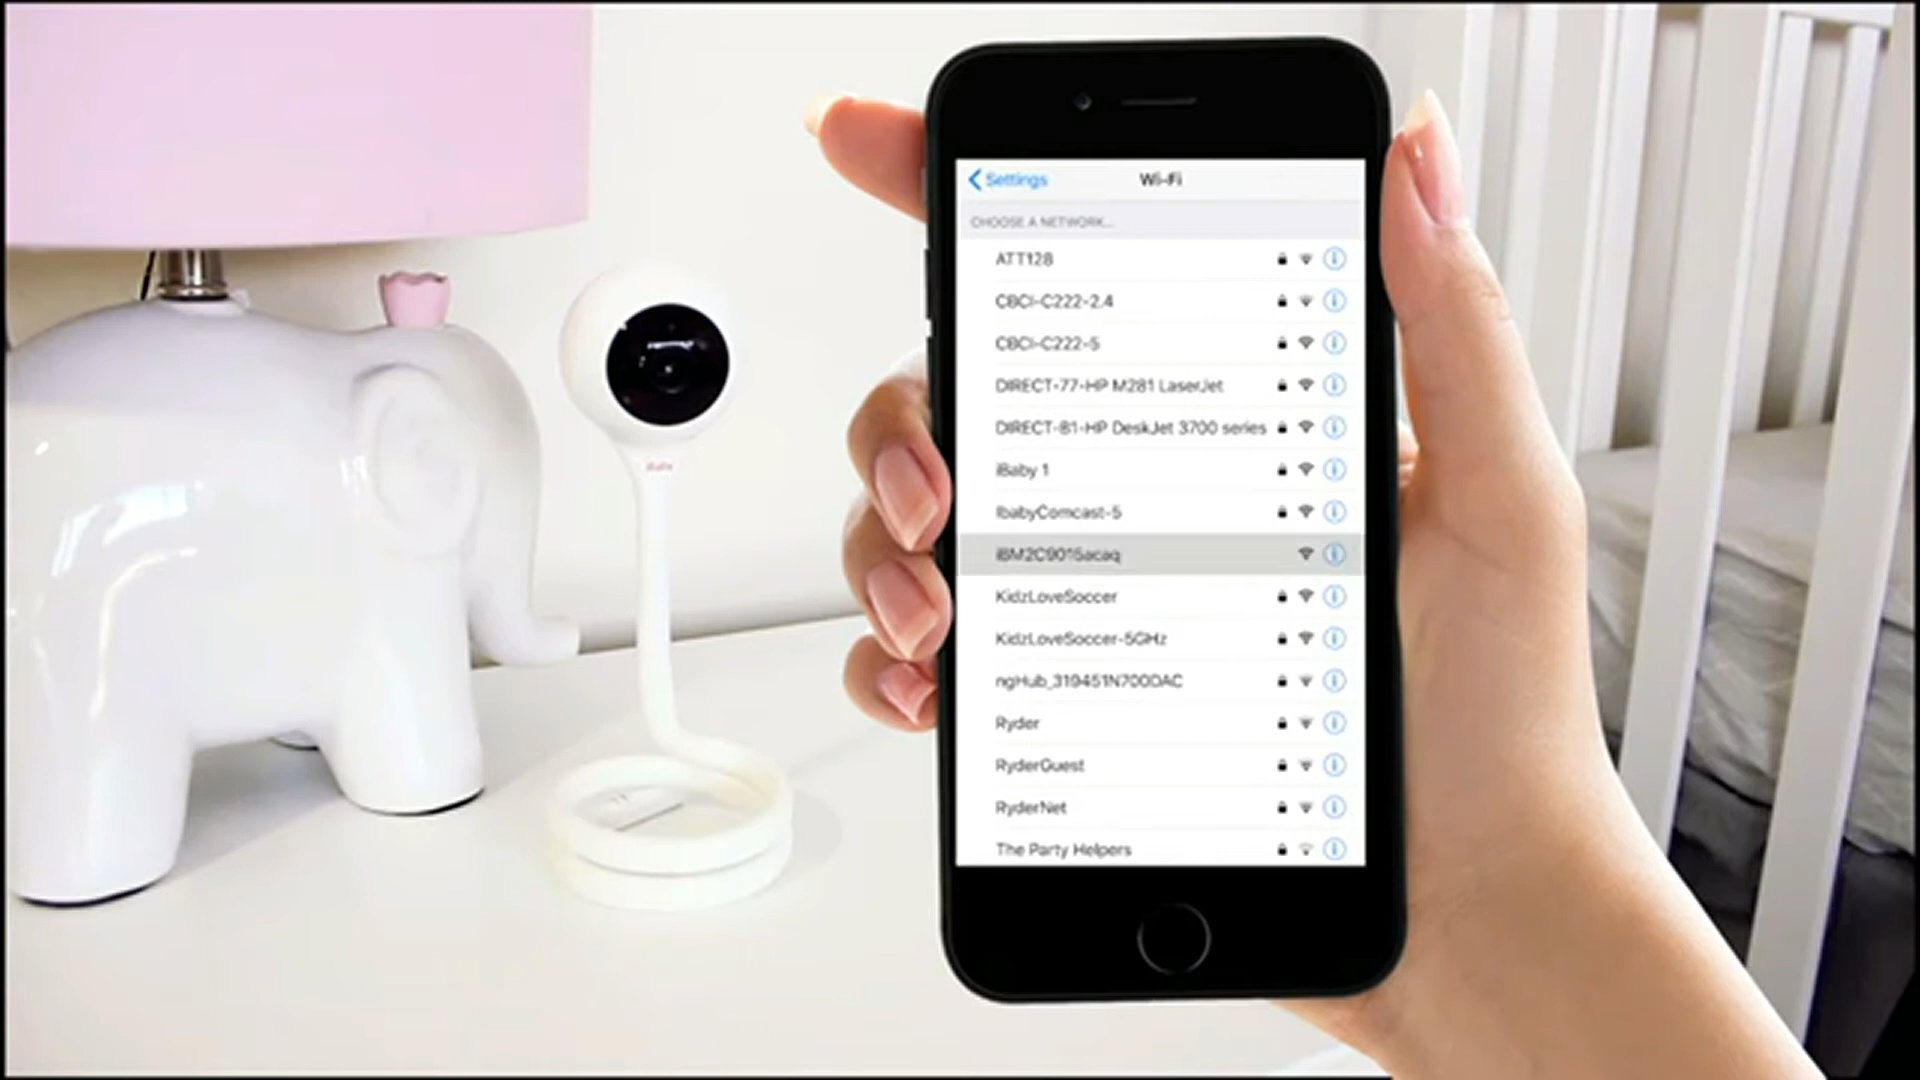 Settings
Wi-Fi
CHOOSE A NETWORK...
ATT128
CBCI-C222-2.4
CBCI-C222-5
DIRECT-77-HP M281 LaserJet
DIRECT-81-HP DeskJet 3700 series
iBaby 1
IbabyComcast-5
iBM2C9015acaq
KidzLoveSoccer
KidzLoveSoccer-5GHz
ngHub_319451N700DAC
Ryder
RyderGuest
RyderNet
The Party Helpers